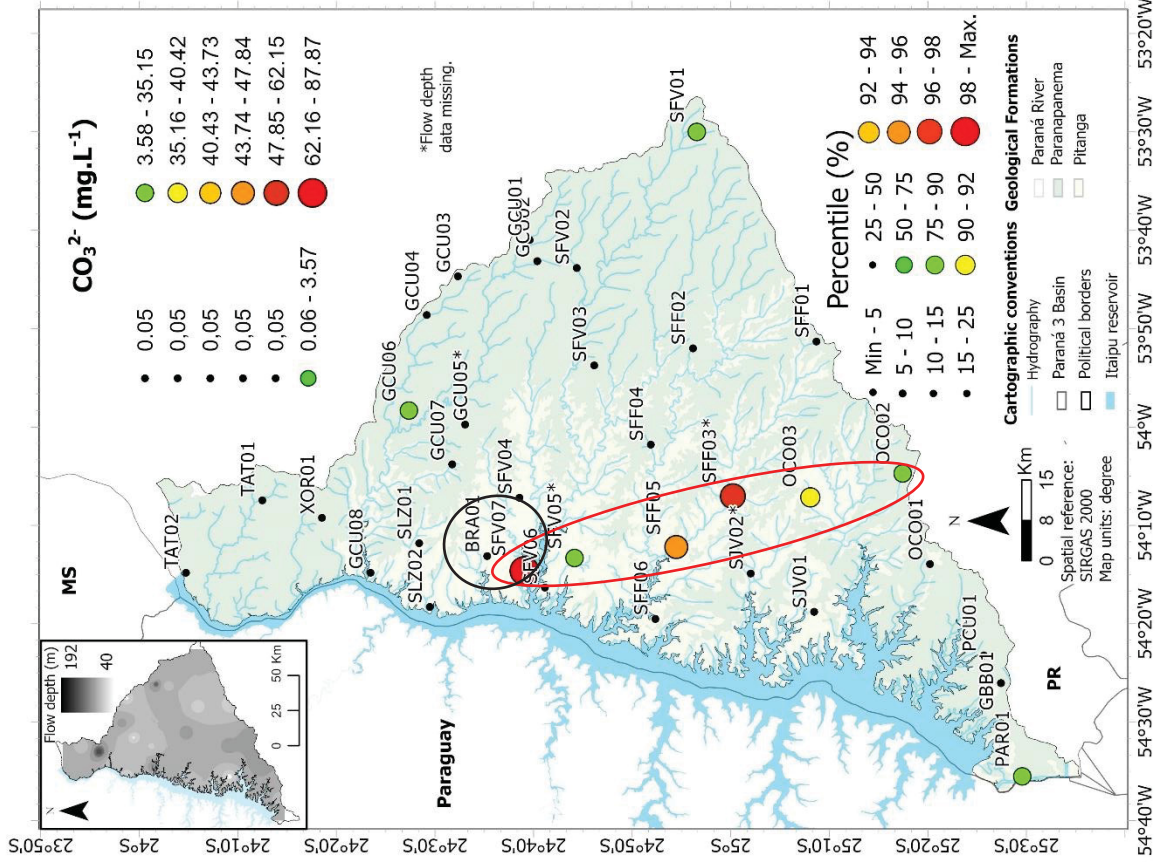 CO₃²⁻ (mg.L⁻¹)
0.05
0,05
0,05
0,05
0,05
0.06 - 3.57
3.58 - 35.15
35.16 - 40.42
40.43 - 43.73
43.74 - 47.84
47.85 - 62.15
62.16 - 87.87
*Flow depth
data missing.
Flow depth (m)
192
40
N
0 25 50 Km
MS
Paraguay
PR
TAT02
TAT01
XOR01
GCU08
SLZ01
SLZ02
GCU06
GCU04
GCU03
GCU07
GCU05*
GCU01
GCU02
BRA01
SFV07
SFV04
SFV06
SFV05*
SFV02
SFV03
SFV01
SFF02
SFF04
SFF05
SFF06
SFF03*
SFF01
SJV02*
SJV01
OCO03
OCO02
OCO01
PCU01
GBB01
PAR01
Percentile (%)
Min - 5
5 - 10
10 - 15
15 - 25
25 - 50
50 - 75
75 - 90
90 - 92
92 - 94
94 - 96
96 - 98
98 - Max.
Cartographic conventions
Hydrography
Paraná 3 Basin
Political borders
Itaipu reservoir
Geological Formations
Paraná River
Paranapanema
Pitanga
N
0 8 15 Km
Spatial reference:
SIRGAS 2000
Map units: degree
23°50'S
24°S
24°10'S
24°20'S
24°30'S
24°40'S
24°50'S
25°S
25°10'S
25°20'S
25°30'S
54°40'W
54°30'W
54°20'W
54°10'W
54°W
53°50'W
53°40'W
53°30'W
53°20'W